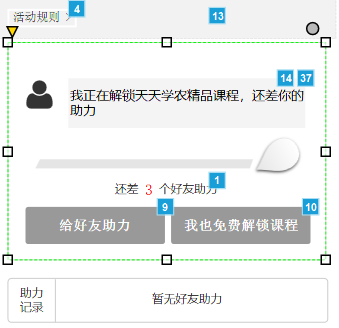 活动规则 > 4
13
14 37
我正在解锁天天学农精品课程，还差你的
助力
1
还差 3 个好友助力
9 10
给好友助力 我也免费解锁课程
助力
记录
暂无好友助力